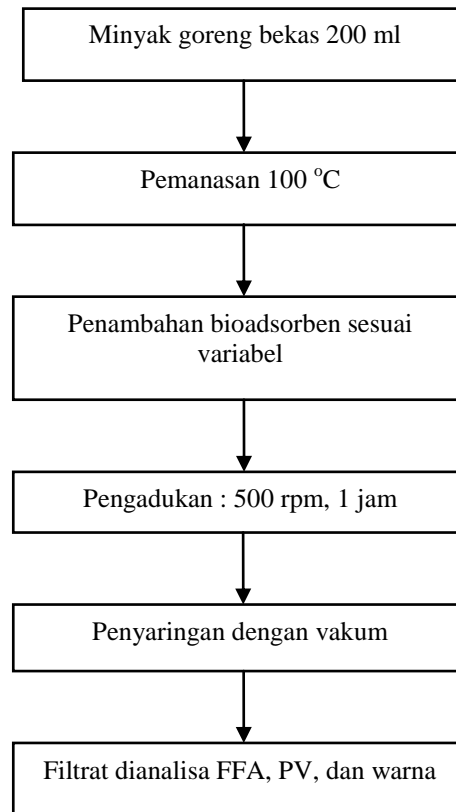 Minyak goreng bekas 200 ml
Pemanasan 100 °C
Penambahan bioadsorben sesuai
variabel
Pengadukan : 500 rpm, 1 jam
Penyaringan dengan vakum
Filtrat dianalisa FFA, PV, dan warna